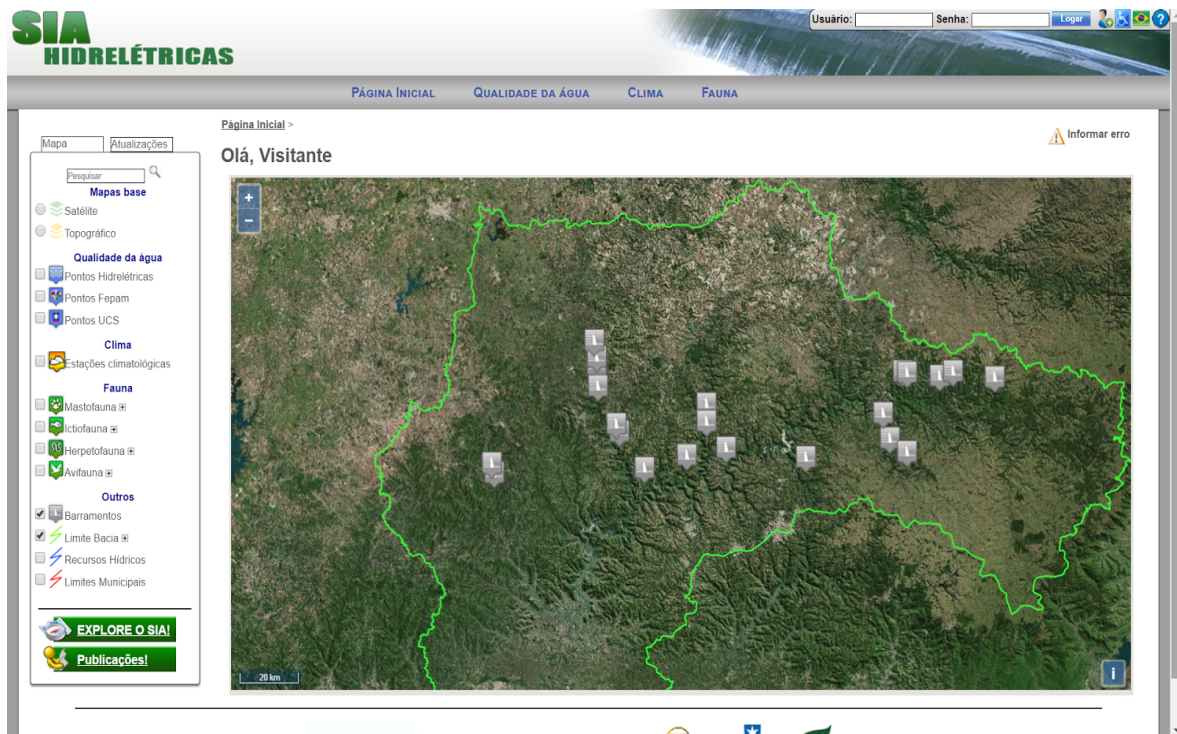 SIA
HIDRELÉTRICAS
Usuário: Senha: Logar
Página Inicial Qualidade da água Clima Fauna
Página Inicial >
Informar erro
Olá, Visitante
Mapa Atualizações
Pesquisar
Mapas base
Satélite
Topográfico
Qualidade da água
Pontos Hidrelétricas
Pontos Fepam
Pontos UCS
Clima
Estações climatológicas
Fauna
Mastofauna
Ictiofauna
Herpetofauna
Avifauna
Outros
Barramentos
Limite Bacia
Recursos Hídricos
Limites Municipais
EXPLORE O SIA!
Publicações!
+
−
20 km
i
?